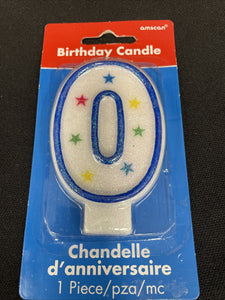 amscan
Birthday Candle
0
Chandelle
d'anniversaire
1 Piece/pza/mc